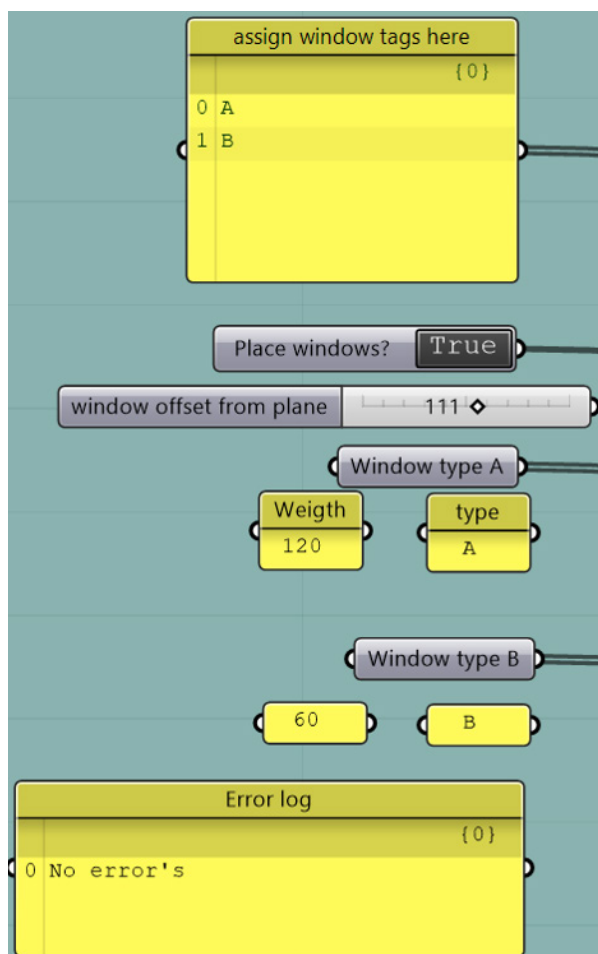 assign window tags here
{0}
0 A
1 B
Place windows? True
window offset from plane 111
Window type A
Weigth type
120 A
Window type B
60 B
Error log
{0}
0 No error's